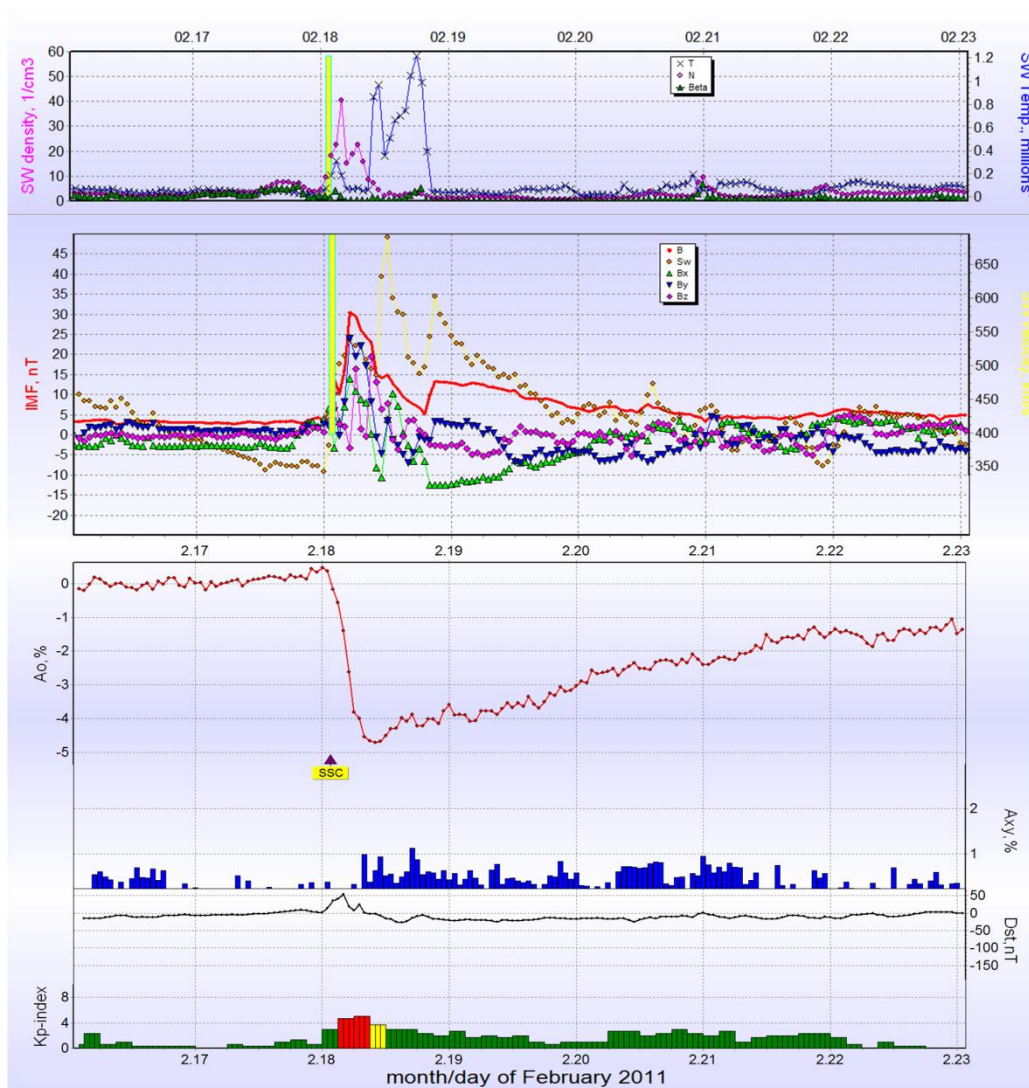 02.17 02.18 02.19 02.20 02.21 02.22 02.23
SW density, 1/cm3
60
50
40
30
20
10
0
T
N
Beta
1.2
1
0.8
0.6
0.4
0.2
0
SW Temp., millions
IMF, nT
45
40
35
30
25
20
15
10
5
0
-5
-10
-15
-20
B
Sw
Bx
By
Bz
650
600
550
500
450
400
350
2.17 2.18 2.19 2.20 2.21 2.22 2.23
Ao, %
0
-1
-2
-3
-4
-5
SSC
2
1
Axy, %
50
0
-50
-100
-150
Dst,nT
Kp-index
8
4
0
2.17 2.18 2.19 2.20 2.21 2.22 2.23
month/day of February 2011